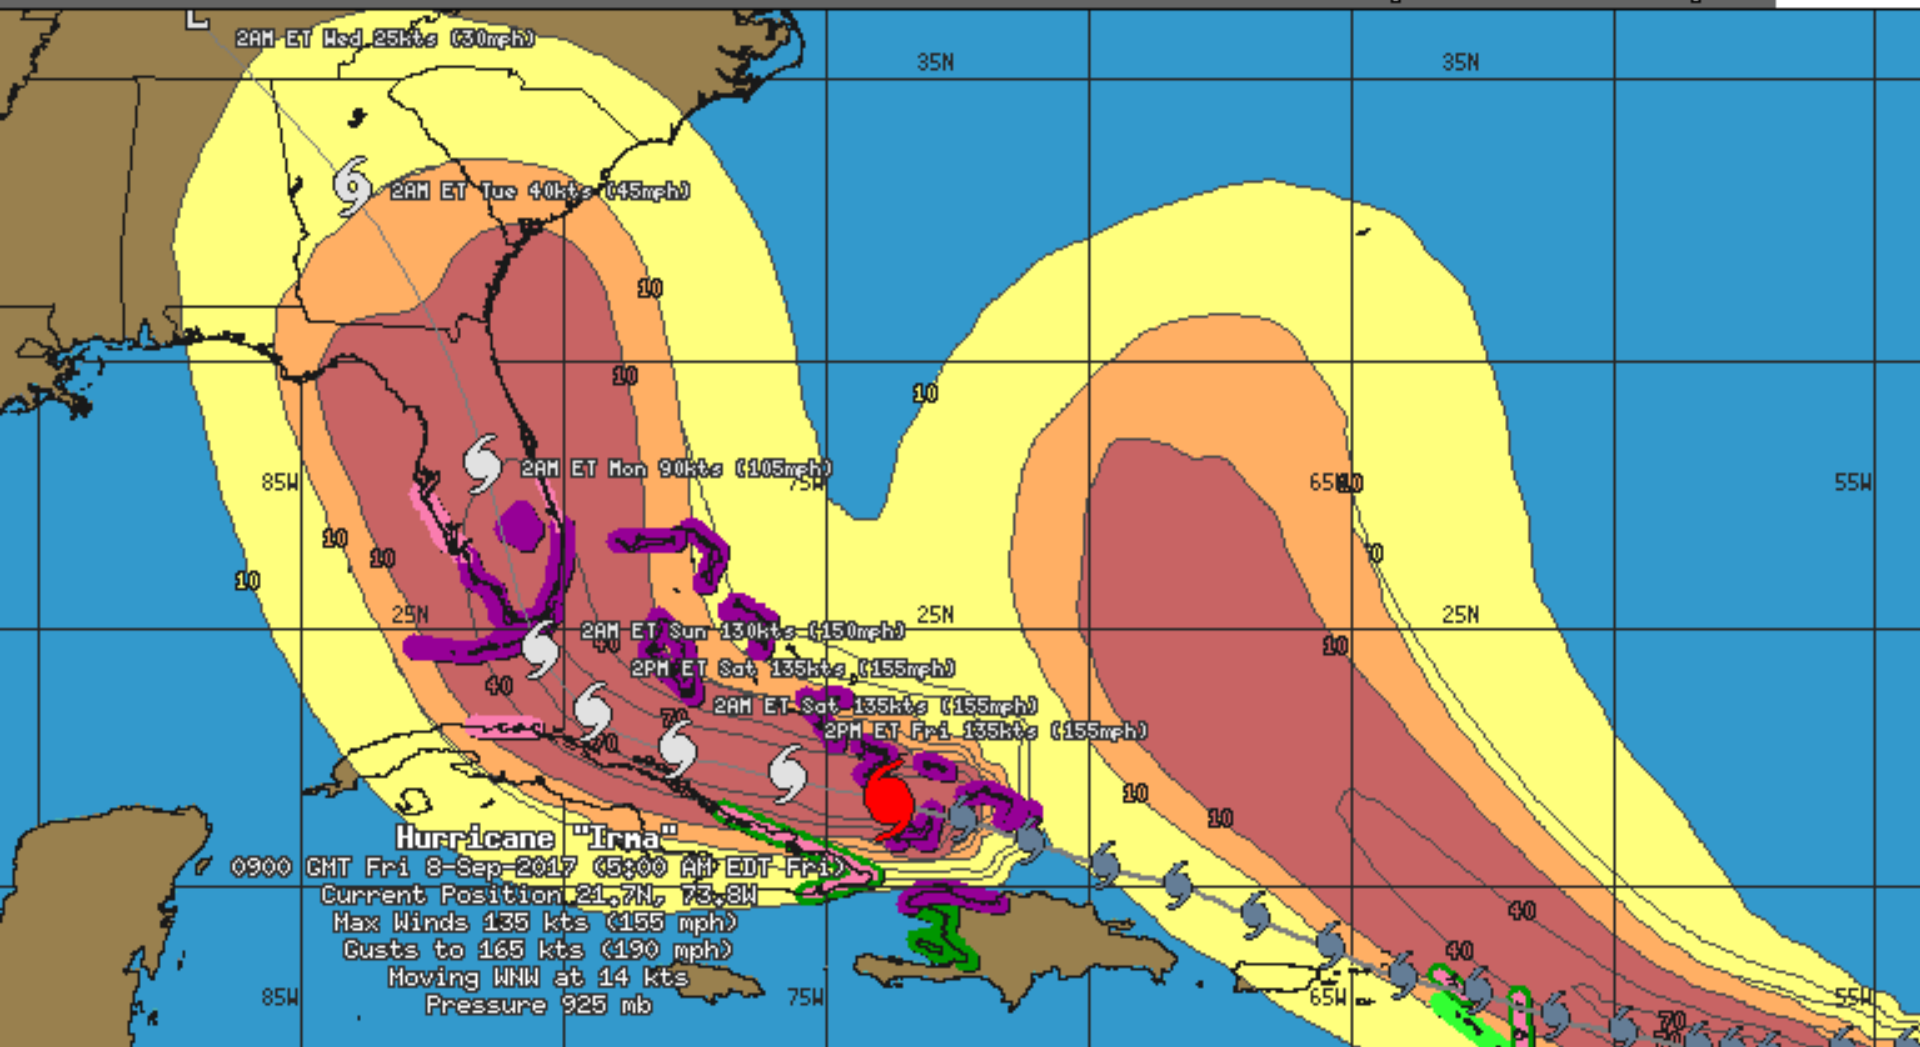 L
2AM ET Wed 25kts (30mph)
35N
35N
2AM ET Tue 40kts (45mph)
10
10
10
2AM ET Mon 90kts (105mph)
85W
75W
65W
10
55W
10
10
10
25N
25N
25N
2AM ET Sun 130kts (150mph)
40
10
2PM ET Sat 135kts (155mph)
40
2AM ET Sat 135kts (155mph)
70
2PM ET Fri 135kts (155mph)
70
10
10
Hurricane "Irma"
0900 GMT Fri 8-Sep-2017 (5:00 AM EDT Fri)
Current Position 21.7N, 73.8W
40
Max Winds 135 kts (155 mph)
Gusts to 165 kts (190 mph)
40
Moving WNW at 14 kts
85W
75W
65W
55W
Pressure 925 mb
70